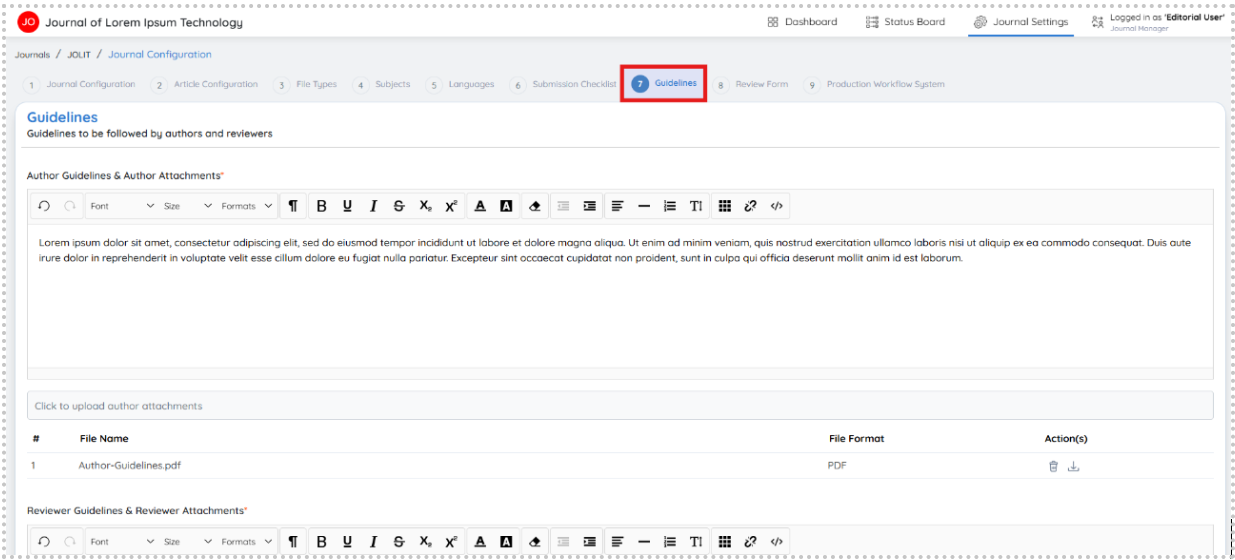 JO Journal of Lorem Ipsum Technology Dashboard Status Board Journal Settings Logged in as 'Editorial User'
Journal Manager
Journals / JOLIT / Journal Configuration
1 Journal Configuration 2 Article Configuration 3 File Types 4 Subjects 5 Languages 6 Submission Checklist 7 Guidelines 8 Review Form 9 Production Workflow System
Guidelines
Guidelines to be followed by authors and reviewers
Author Guidelines & Author Attachments*
Font Size Formats ¶ B U I S X₂ X² A A T </>
Lorem ipsum dolor sit amet, consectetur adipiscing elit, sed do eiusmod tempor incididunt ut labore et dolore magna aliqua. Ut enim ad minim veniam, quis nostrud exercitation ullamco laboris nisi ut aliquip ex ea commodo consequat. Duis aute
irure dolor in reprehenderit in voluptate velit esse cillum dolore eu fugiat nulla pariatur. Excepteur sint occaecat cupidatat non proident, sunt in culpa qui officia deserunt mollit anim id est laborum.
Click to upload author attachments
# File Name File Format Action(s)
1 Author-Guidelines.pdf PDF
Reviewer Guidelines & Reviewer Attachments*
Font Size Formats ¶ B U I S X₂ X² A A T </>